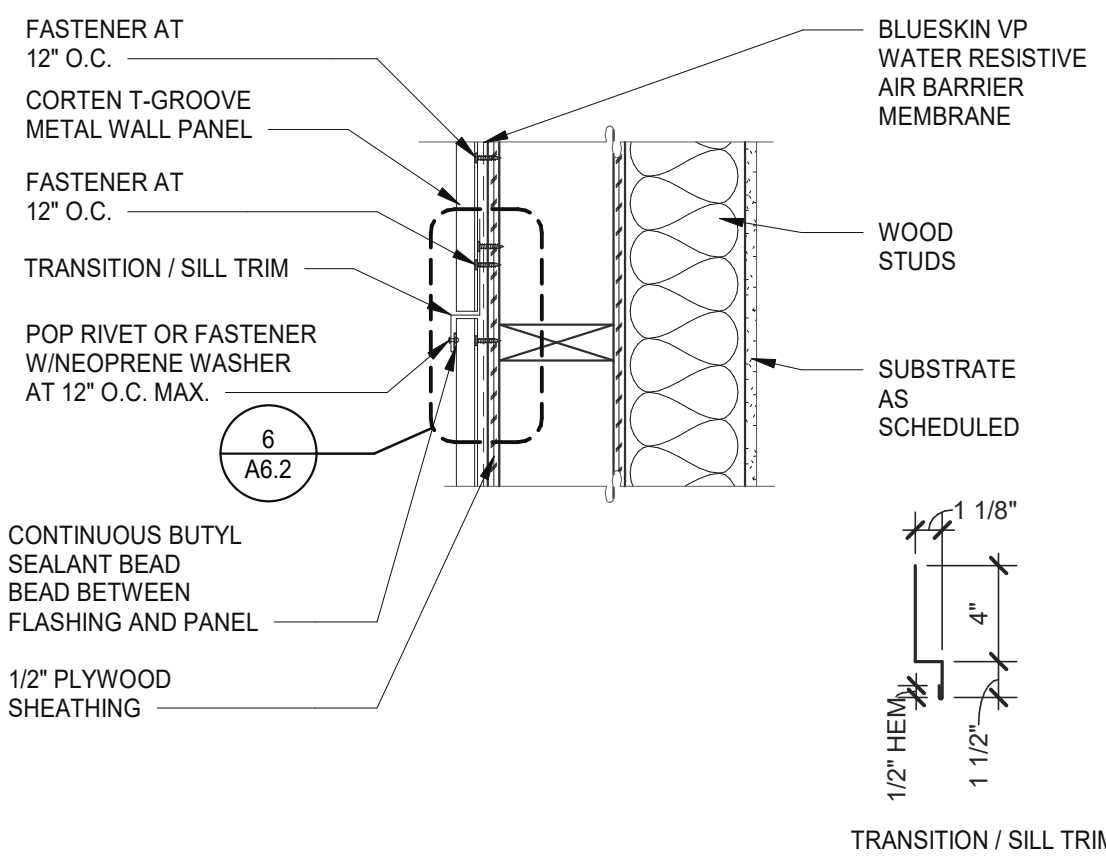 FASTENER AT
12" O.C.
CORTEN T-GROOVE
METAL WALL PANEL
FASTENER AT
12" O.C.
TRANSITION / SILL TRIM
POP RIVET OR FASTENER
W/NEOPRENE WASHER
AT 12" O.C. MAX.
6
A6.2
CONTINUOUS BUTYL
SEALANT BEAD
BEAD BETWEEN
FLASHING AND PANEL
1/2" PLYWOOD
SHEATHING
BLUESKIN VP
WATER RESISTIVE
AIR BARRIER
MEMBRANE
WOOD
STUDS
SUBSTRATE
AS
SCHEDULED
1 1/8"
4"
1/2" HEM
1 1/2"
TRANSITION / SILL TRIM